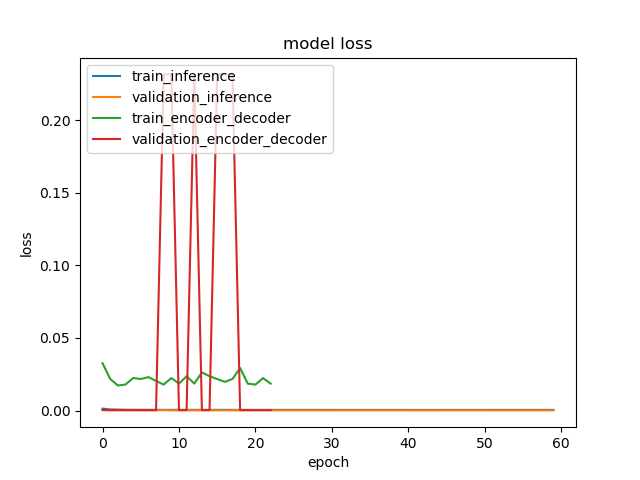 model loss
train_inference
validation_inference
train_encoder_decoder
validation_encoder_decoder
0.20
0.15
0.10
0.05
0.00
loss
0 10 20 30 40 50 60
epoch